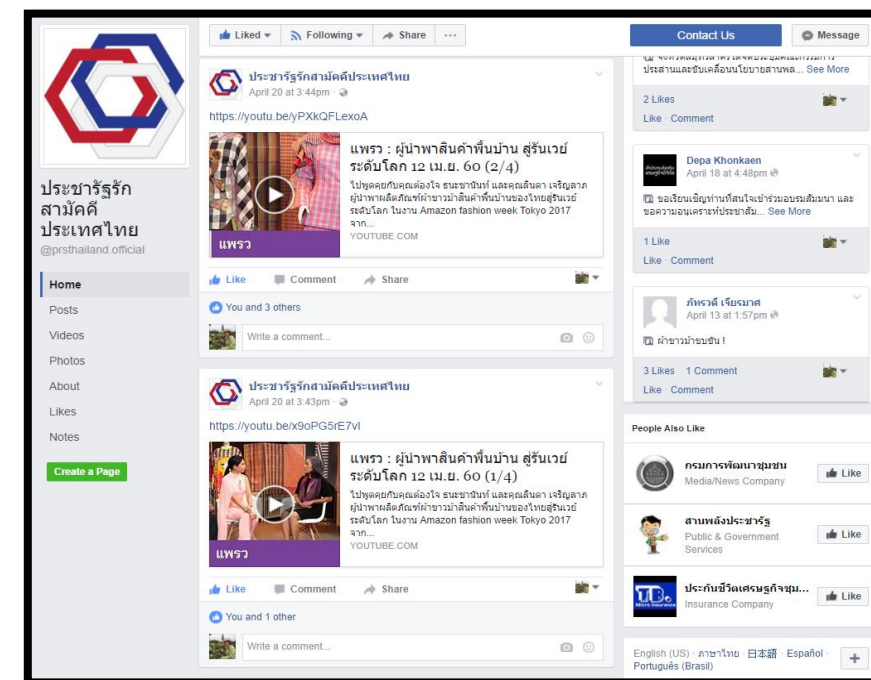 ประชารัฐรัก
สามัคคี
ประเทศไทย
@prsthailand.official
Home
Posts
Videos
Photos
About
Likes
Notes
Create a Page
Liked
Following
Share
Contact Us
Message
ประชารัฐรักสามัคคีประเทศไทย
April 20 at 3:44pm
https://youtu.be/yPXkQFLexoA
แพรว
แพรว : ผู้นำพาสินค้าพื้นบ้าน สู่รันเวย์
ระดับโลก 12 เม.ย. 60 (2/4)
ไปพูดคุยกับคุณต้องใจ ธนะชานันท์ และคุณลินดา เจริญลาภ
ผู้นำพาผลิตภัณฑ์ผ้าขาวม้าสินค้าพื้นบ้านของไทยสู่รันเวย์
ระดับโลก ในงาน Amazon fashion week Tokyo 2017
จาก...
YOUTUBE.COM
Like Comment Share
You and 3 others
Write a comment...
ประชารัฐรักสามัคคีประเทศไทย
April 20 at 3:43pm
https://youtu.be/x9oPG5rE7vI
แพรว
แพรว : ผู้นำพาสินค้าพื้นบ้าน สู่รันเวย์
ระดับโลก 12 เม.ย. 60 (1/4)
ไปพูดคุยกับคุณต้องใจ ธนะชานันท์ และคุณลินดา เจริญลาภ
ผู้นำพาผลิตภัณฑ์ผ้าขาวม้าสินค้าพื้นบ้านของไทยสู่รันเวย์
ระดับโลก ในงาน Amazon fashion week Tokyo 2017
จาก...
YOUTUBE.COM
Like Comment Share
You and 1 other
Write a comment...
ประสานและขับเคลื่อนนโยบายสานพล... See More
2 Likes
Like · Comment
Depa Khonkaen
April 18 at 4:48pm
ขอเรียนเชิญท่านที่สนใจเข้าร่วมอบรมสัมมนา และ
ขอความอนุเคราะห์ประชาสัม... See More
1 Like
Like · Comment
ภัทรวดี เจียรมาศ
April 13 at 1:57pm
ผ้าขาวม้าขบขัน !
3 Likes 1 Comment
Like · Comment
People Also Like
กรมการพัฒนาชุมชน
Media/News Company
Like
สานพลังประชารัฐ
Public & Government
Services
Like
ประกันชีวิตเศรษฐกิจชุม...
Insurance Company
Like
English (US) · ภาษาไทย · 日本語 · Español ·
Português (Brasil)